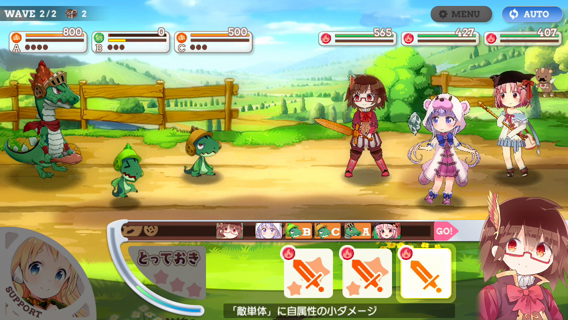 WAVE 2/2 2
MENU
AUTO
800
A
0
B
500
C
565
427
407
B C A
GO!
とっておき
SUPPORT
「敵単体」に自属性の小ダメージ